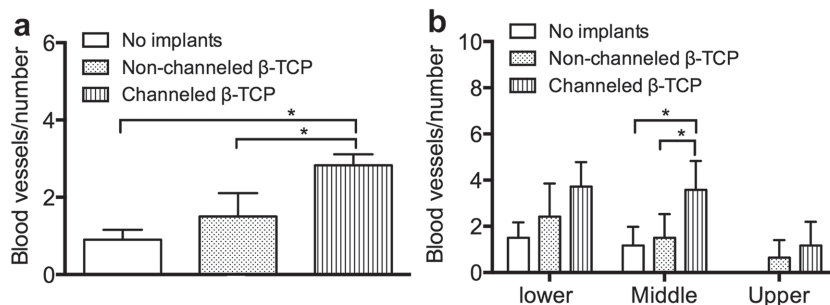 a
Blood vessels/number
6
4
2
0
No implants
Non-channeled β-TCP
Channeled β-TCP
*
*
b
Blood vessels/number
10
8
6
4
2
0
No implants
Non-channeled β-TCP
Channeled β-TCP
*
*
lower
Middle
Upper